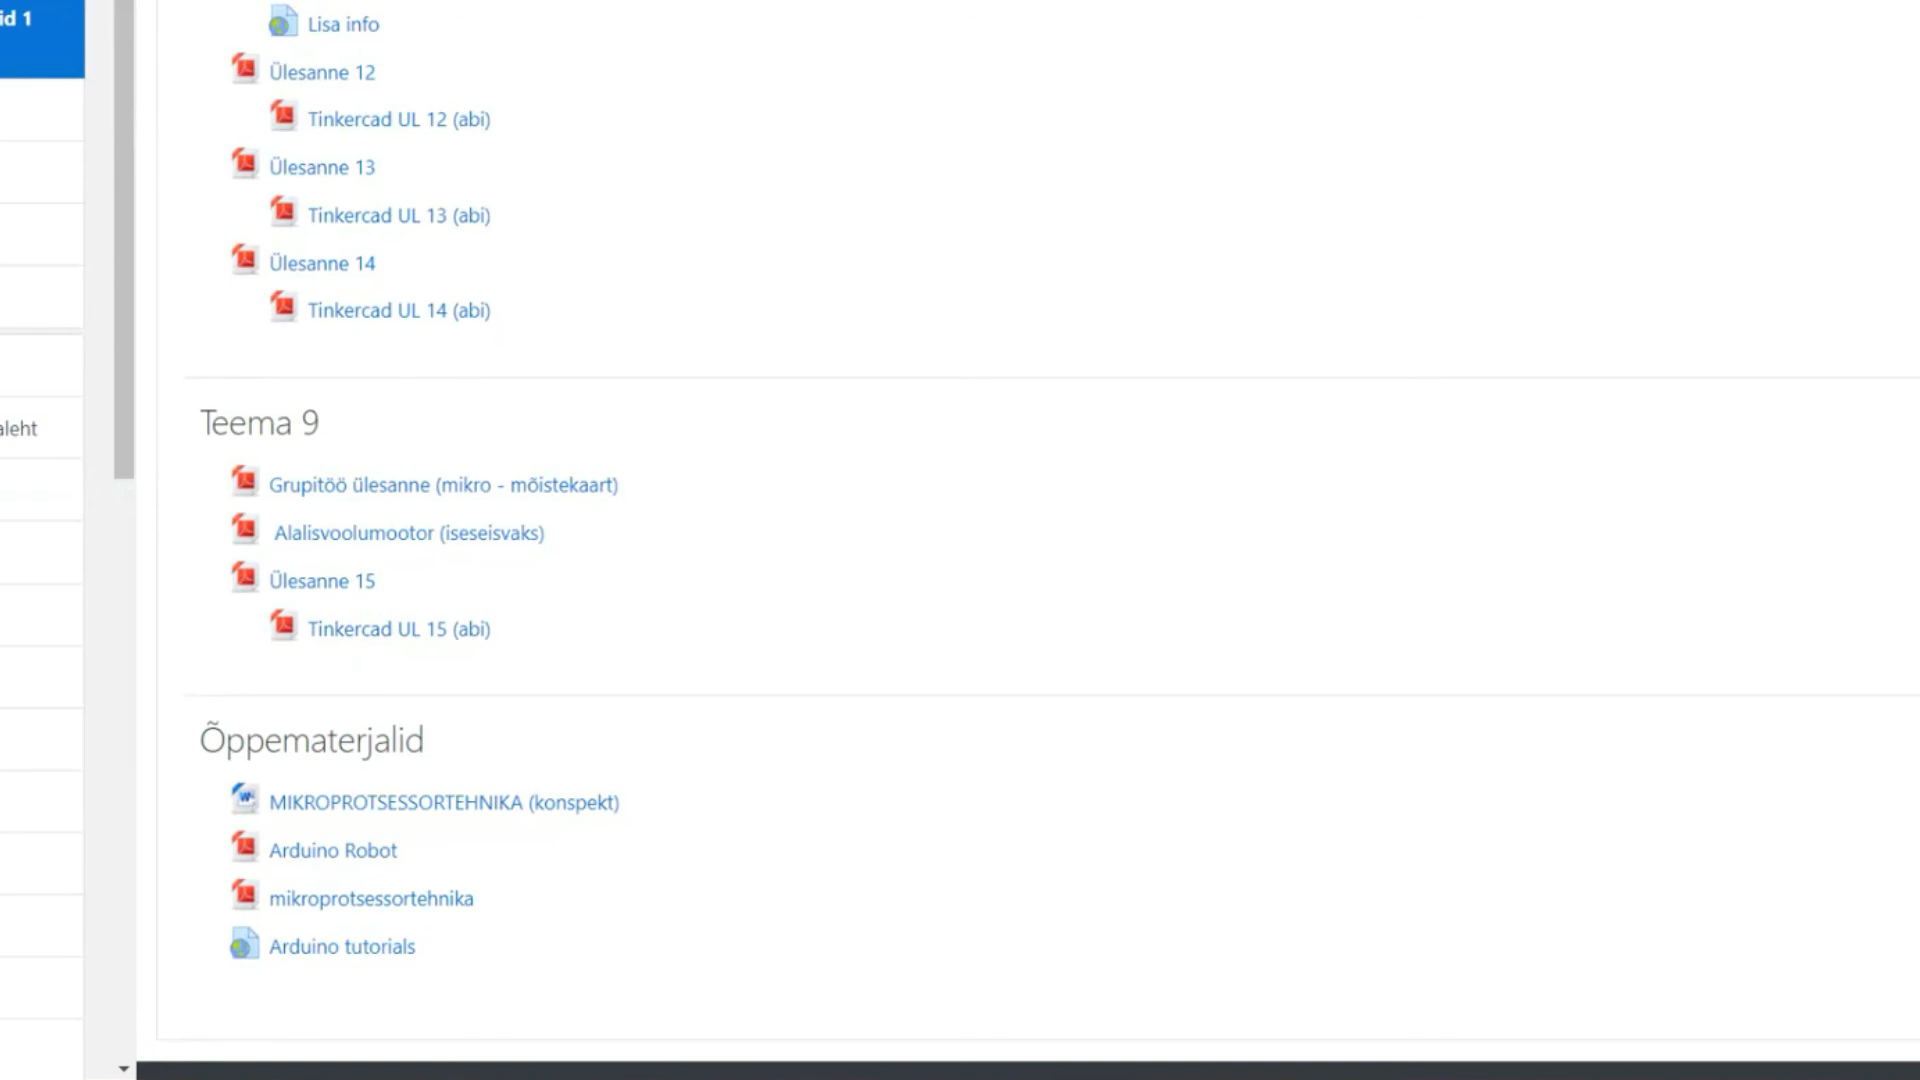 id 1
aleht
Lisa info
Ülesanne 12
Tinkercad UL 12 (abi)
Ülesanne 13
Tinkercad UL 13 (abi)
Ülesanne 14
Tinkercad UL 14 (abi)
Teema 9
Grupitöö ülesanne (mikro - mõistekaart)
Alalisvoolumootor (iseseisvaks)
Ülesanne 15
Tinkercad UL 15 (abi)
Õppematerjalid
MIKROPROTSESSORTEHNIKA (konspekt)
Arduino Robot
mikroprotsessortehnika
Arduino tutorials